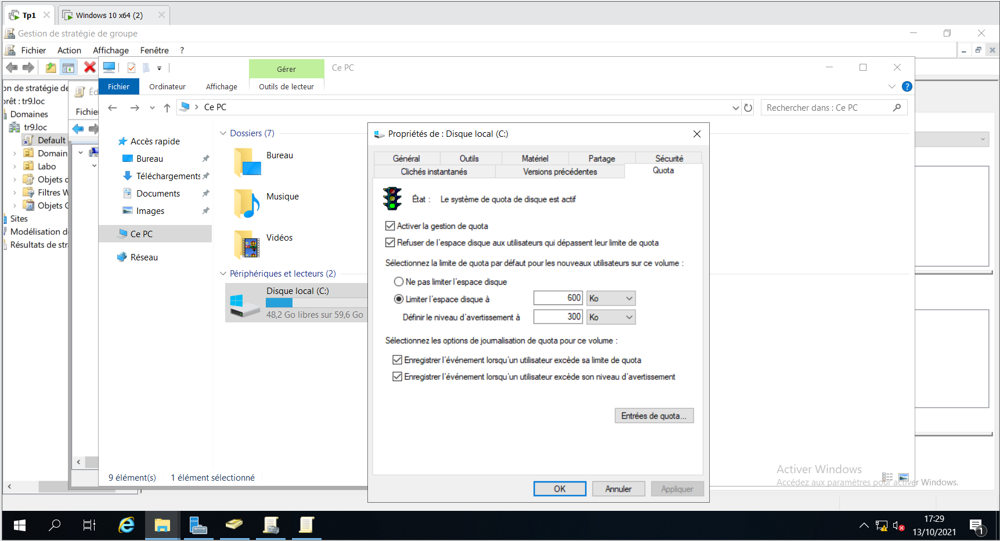 Tp1
Windows 10 x64 (2)
Gestion de stratégie de groupe
Fichier Action Affichage Fenêtre ?
Gérer
Ce PC
Fichier Ordinateur Affichage Outils de lecteur
Ce PC
Rechercher dans : Ce PC
on de stratégie de
orêt : tr9.loc
Domaines
tr9.loc
Default
Domain
Labo
Objets d
Filtres W
Objets G
Sites
Modélisation d
Résultats de stra
Éd
Fichier
Accès rapide
Bureau
Téléchargements
Documents
Images
Ce PC
Réseau
Dossiers (7)
Bureau
Musique
Vidéos
Périphériques et lecteurs (2)
Disque local (C:)
48,2 Go libres sur 59,6 Go
9 élément(s) 1 élément sélectionné
Propriétés de : Disque local (C:)
Général Outils Matériel Partage Sécurité
Clichés instantanés Versions précédentes Quota
État : Le système de quota de disque est actif
Activer la gestion de quota
Refuser de l'espace disque aux utilisateurs qui dépassent leur limite de quota
Sélectionnez la limite de quota par défaut pour les nouveaux utilisateurs sur ce volume :
Ne pas limiter l'espace disque
Limiter l'espace disque à 600 Ko
Définir le niveau d'avertissement à 300 Ko
Sélectionnez les options de journalisation de quota pour ce volume :
Enregistrer l'événement lorsqu'un utilisateur excède sa limite de quota
Enregistrer l'événement lorsqu'un utilisateur excède son niveau d'avertissement
Entrées de quota...
OK Annuler Appliquer
Activer Windows
Accédez aux paramètres pour activer Windows.
17:29
13/10/2021
1